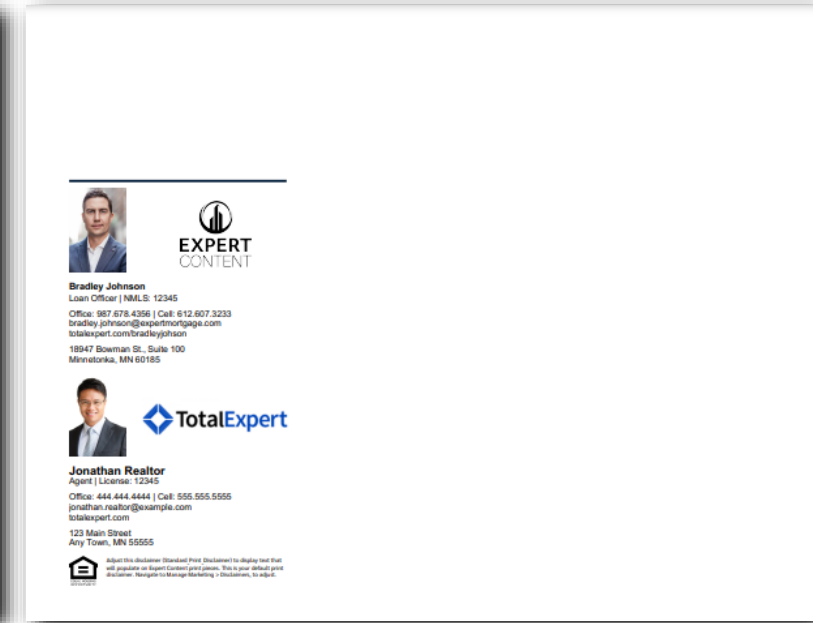 EXPERT
CONTENT
Bradley Johnson
Loan Officer | NMLS: 12345
Office: 987.678.4356 | Cell: 612.607.3233
bradley.johnson@expertmortgage.com
totalexpert.com/bradleyjohson
18947 Bowman St., Suite 100
Minnetonka, MN 60185
TotalExpert
Jonathan Realtor
Agent | License: 12345
Office: 444.444.4444 | Cell: 555.555.5555
jonathan.realtor@example.com
totalexpert.com
123 Main Street
Any Town, MN 55555
Adjust this disclaimer (Standard Print Disclaimer) to display text that
will populate on Expert Content print pieces. This is your default print
disclaimer. Navigate to Manage Marketing > Disclaimers, to adjust.